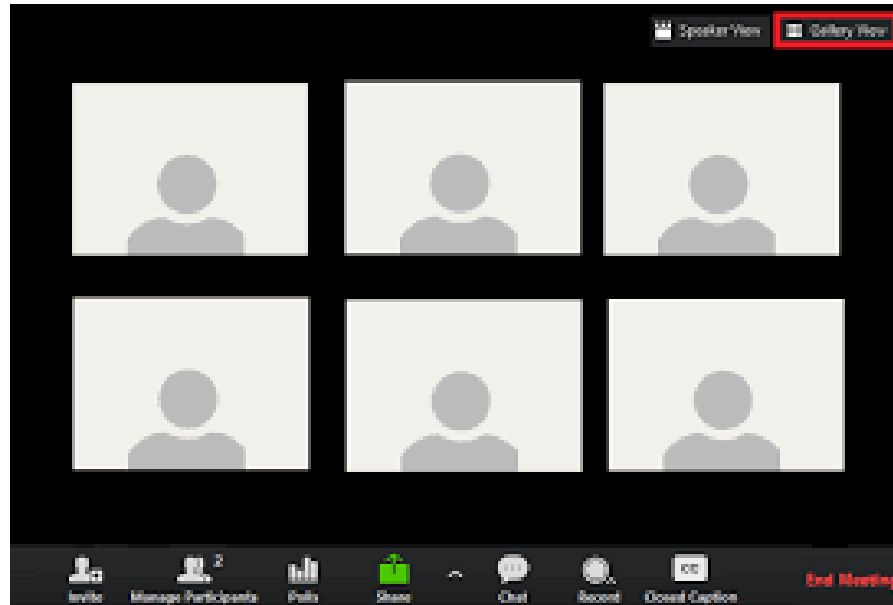 Speaker View Gallery View
2
Invite Manage Participants Polls Share Chat Record Closed Caption End Meeting
CC